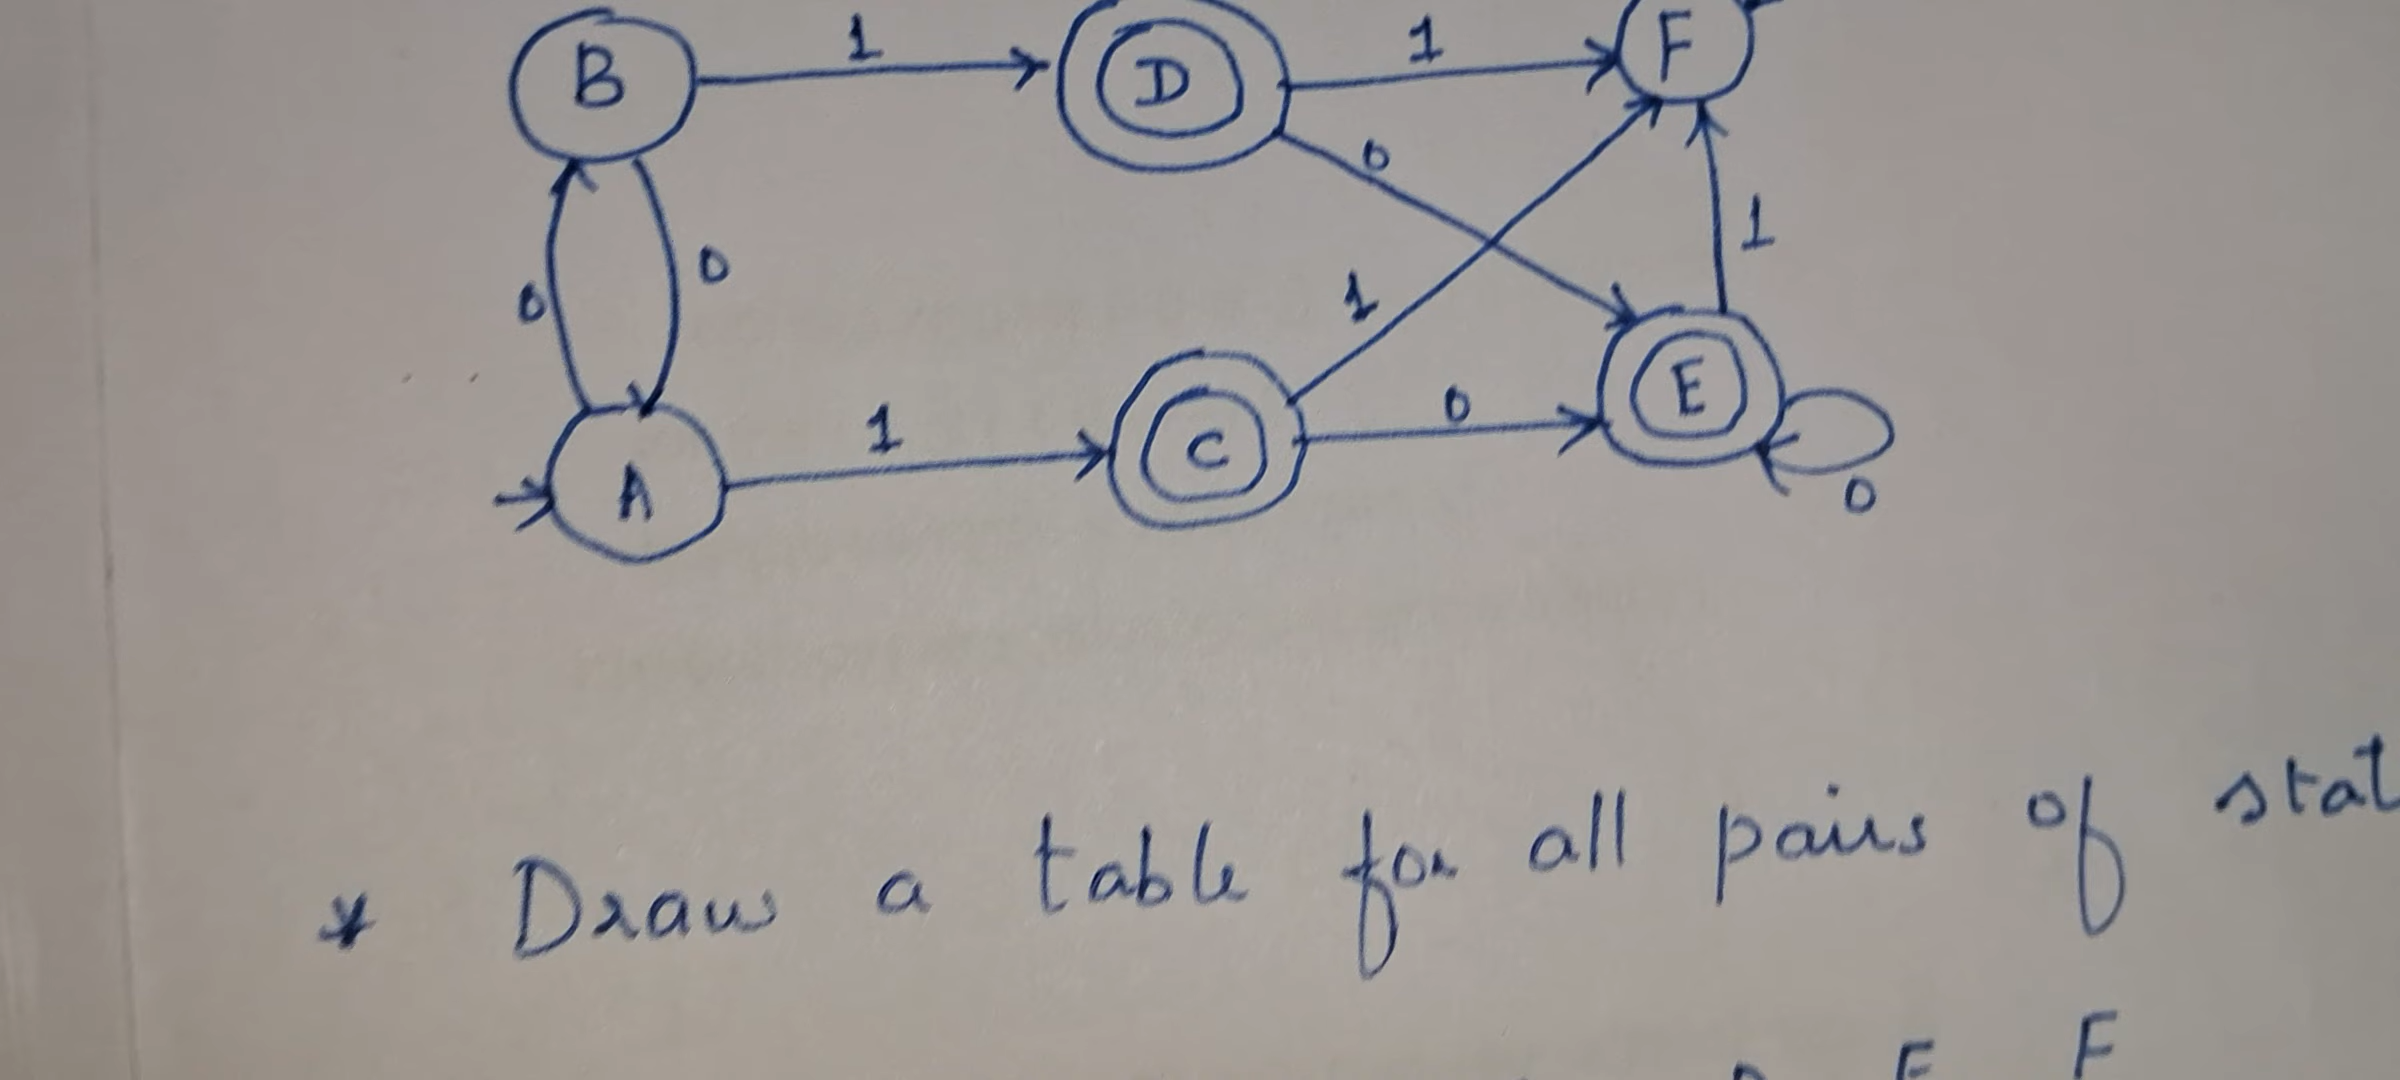 B 1 D 1 F
0 0 0 1 1
A 1 C 0 E 0
* Draw a table for all pairs of stat
E F